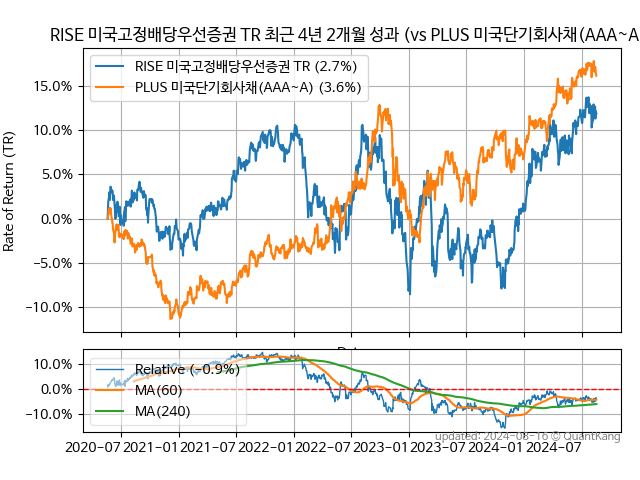 RISE 미국고정배당우선증권 TR 최근 4년 2개월 성과 (vs PLUS 미국단기회사채(AAA~A
RISE 미국고정배당우선증권 TR (2.7%)
PLUS 미국단기회사채(AAA~A) (3.6%)
Rate of Return (TR)
15.0%
10.0%
5.0%
0.0%
−5.0%
−10.0%
Relative (−0.9%)
MA(60)
MA(240)
10.0%
0.0%
−10.0%
2020-07 2021-01 2021-07 2022-01 2022-07 2023-01 2023-07 2024-01 2024-07
updated: 2024-08-16 © QuantKang